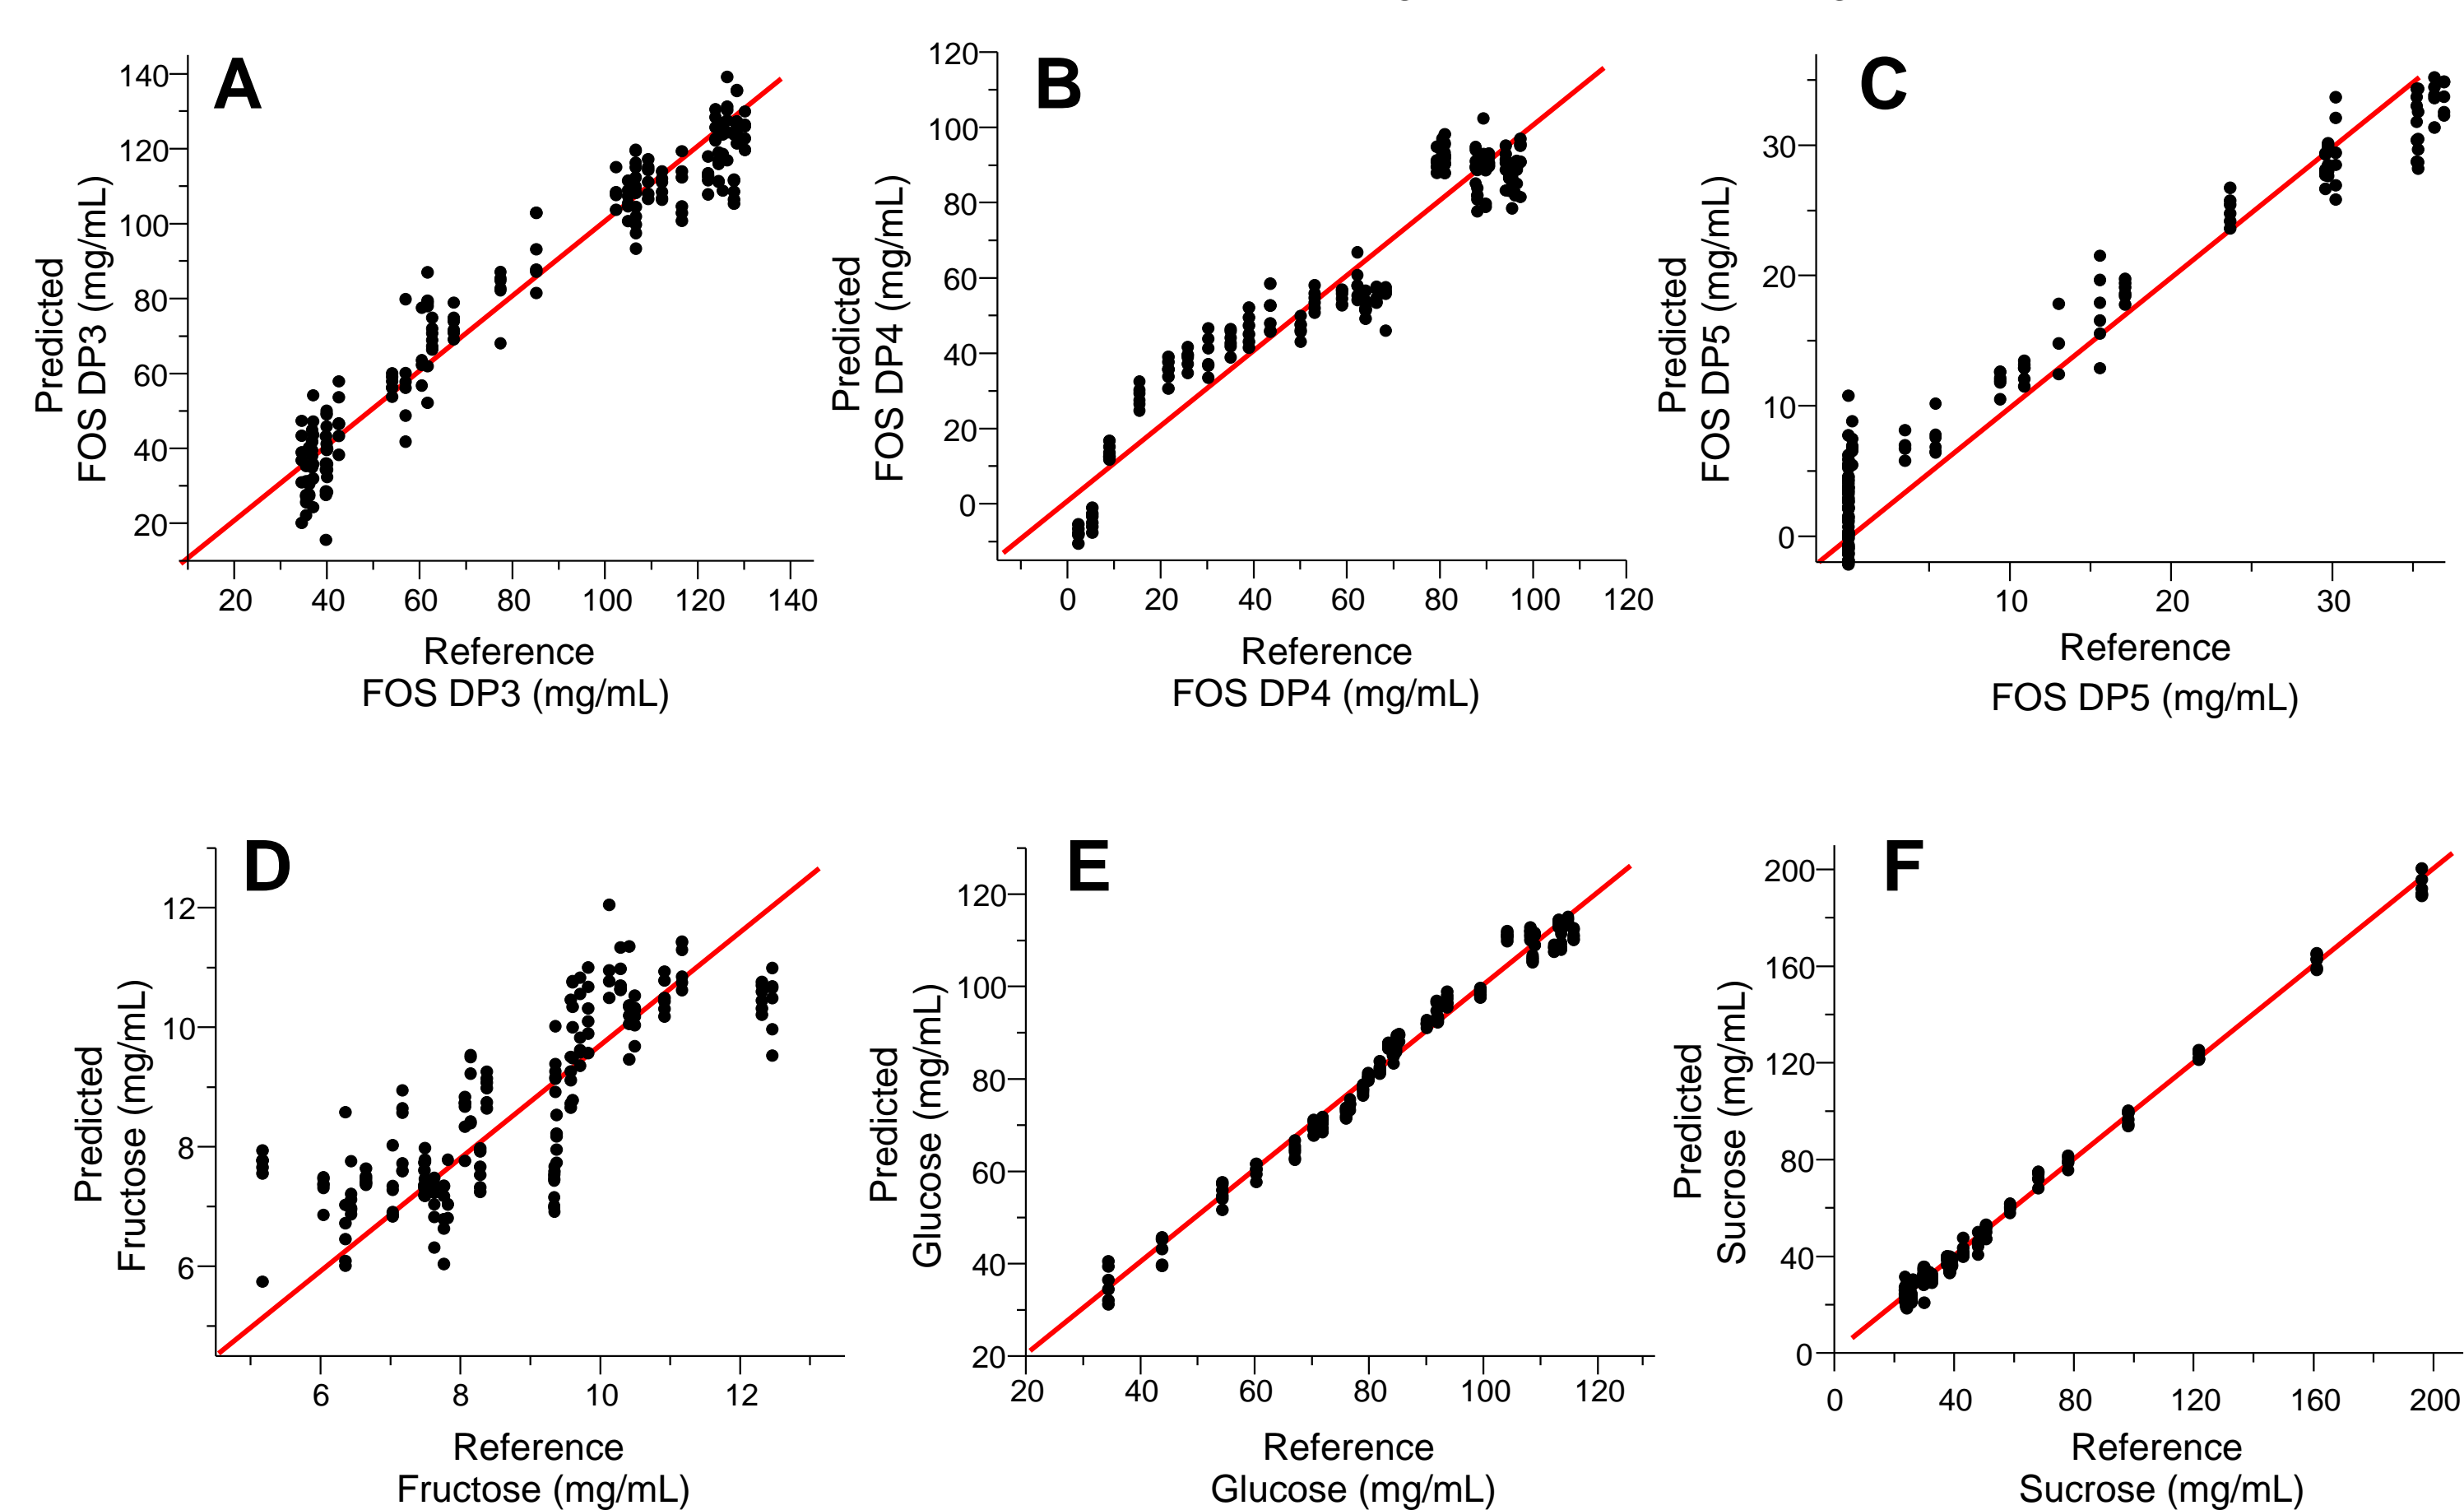 A
140
120
100
80
60
40
20
Predicted
FOS DP3 (mg/mL)
20 40 60 80 100 120 140
Reference
FOS DP3 (mg/mL)
B
120
100
80
60
40
20
0
Predicted
FOS DP4 (mg/mL)
0 20 40 60 80 100 120
Reference
FOS DP4 (mg/mL)
C
30
20
10
0
Predicted
FOS DP5 (mg/mL)
10 20 30
Reference
FOS DP5 (mg/mL)
D
12
10
8
6
Predicted
Fructose (mg/mL)
6 8 10 12
Reference
Fructose (mg/mL)
E
120
100
80
60
40
20
Predicted
Glucose (mg/mL)
20 40 60 80 100 120
Reference
Glucose (mg/mL)
F
200
160
120
80
40
0
Predicted
Sucrose (mg/mL)
0 40 80 120 160 200
Reference
Sucrose (mg/mL)